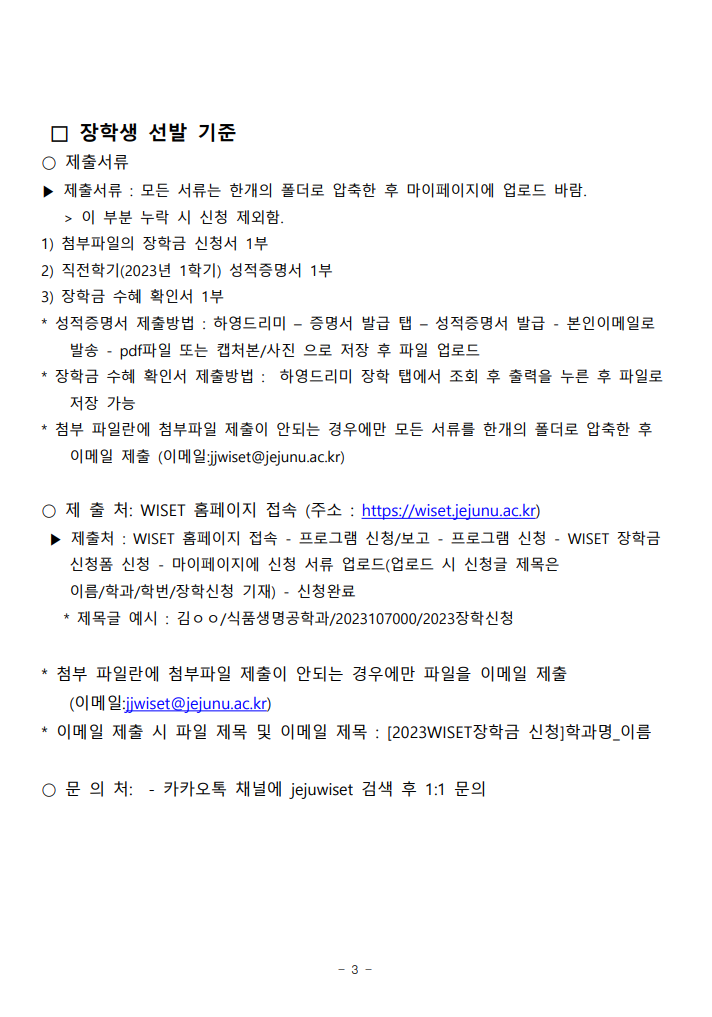 □ 장학생 선발 기준
○ 제출서류
▶ 제출서류 : 모든 서류는 한개의 폴더로 압축한 후 마이페이지에 업로드 바람.
> 이 부분 누락 시 신청 제외함.
1) 첨부파일의 장학금 신청서 1부
2) 직전학기(2023년 1학기) 성적증명서 1부
3) 장학금 수혜 확인서 1부
* 성적증명서 제출방법 : 하영드리미 – 증명서 발급 탭 – 성적증명서 발급 - 본인이메일로
발송 - pdf파일 또는 캡처본/사진 으로 저장 후 파일 업로드
* 장학금 수혜 확인서 제출방법 : 하영드리미 장학 탭에서 조회 후 출력을 누른 후 파일로
저장 가능
* 첨부 파일란에 첨부파일 제출이 안되는 경우에만 모든 서류를 한개의 폴더로 압축한 후
이메일 제출 (이메일:jjwiset@jejunu.ac.kr)
○ 제 출 처: WISET 홈페이지 접속 (주소 : https://wiset.jejunu.ac.kr)
▶ 제출처 : WISET 홈페이지 접속 - 프로그램 신청/보고 - 프로그램 신청 - WISET 장학금
신청폼 신청 - 마이페이지에 신청 서류 업로드(업로드 시 신청글 제목은
이름/학과/학번/장학신청 기재) - 신청완료
* 제목글 예시 : 김ㅇㅇ/식품생명공학과/2023107000/2023장학신청
* 첨부 파일란에 첨부파일 제출이 안되는 경우에만 파일을 이메일 제출
(이메일:jjwiset@jejunu.ac.kr)
* 이메일 제출 시 파일 제목 및 이메일 제목 : [2023WISET장학금 신청]학과명_이름
○ 문 의 처: - 카카오톡 채널에 jejuwiset 검색 후 1:1 문의
- 3 -